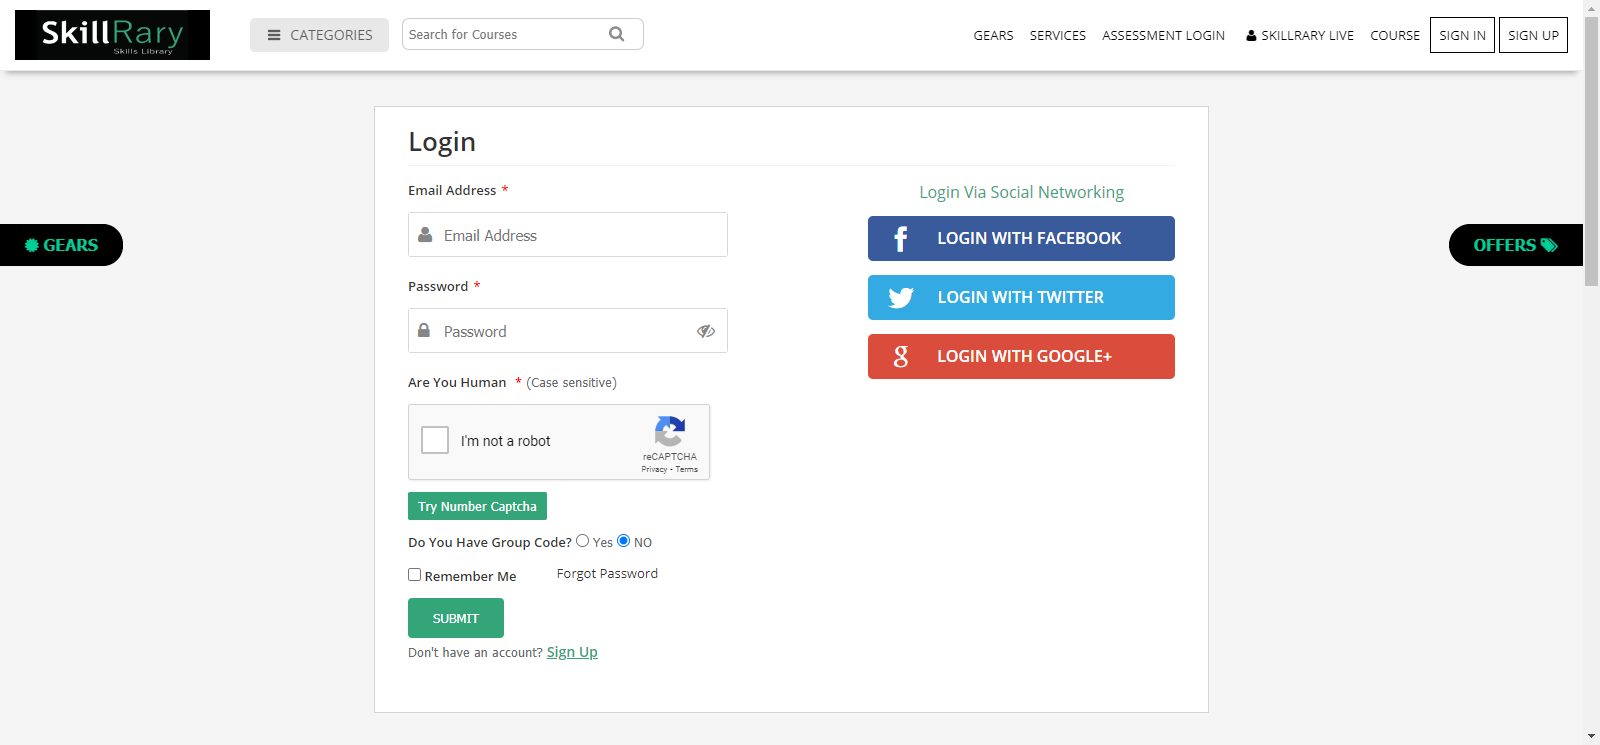 SkillRary
Skills Library
CATEGORIES
Search for Courses
GEARS SERVICES ASSESSMENT LOGIN SKILLRARY LIVE COURSE SIGN IN SIGN UP
Login
Email Address *
Email Address
Password *
Password
Are You Human * (Case sensitive)
I'm not a robot
reCAPTCHA
Privacy - Terms
Try Number Captcha
Do You Have Group Code? Yes NO
Remember Me Forgot Password
SUBMIT
Don't have an account? Sign Up
Login Via Social Networking
LOGIN WITH FACEBOOK
LOGIN WITH TWITTER
LOGIN WITH GOOGLE+
GEARS
OFFERS